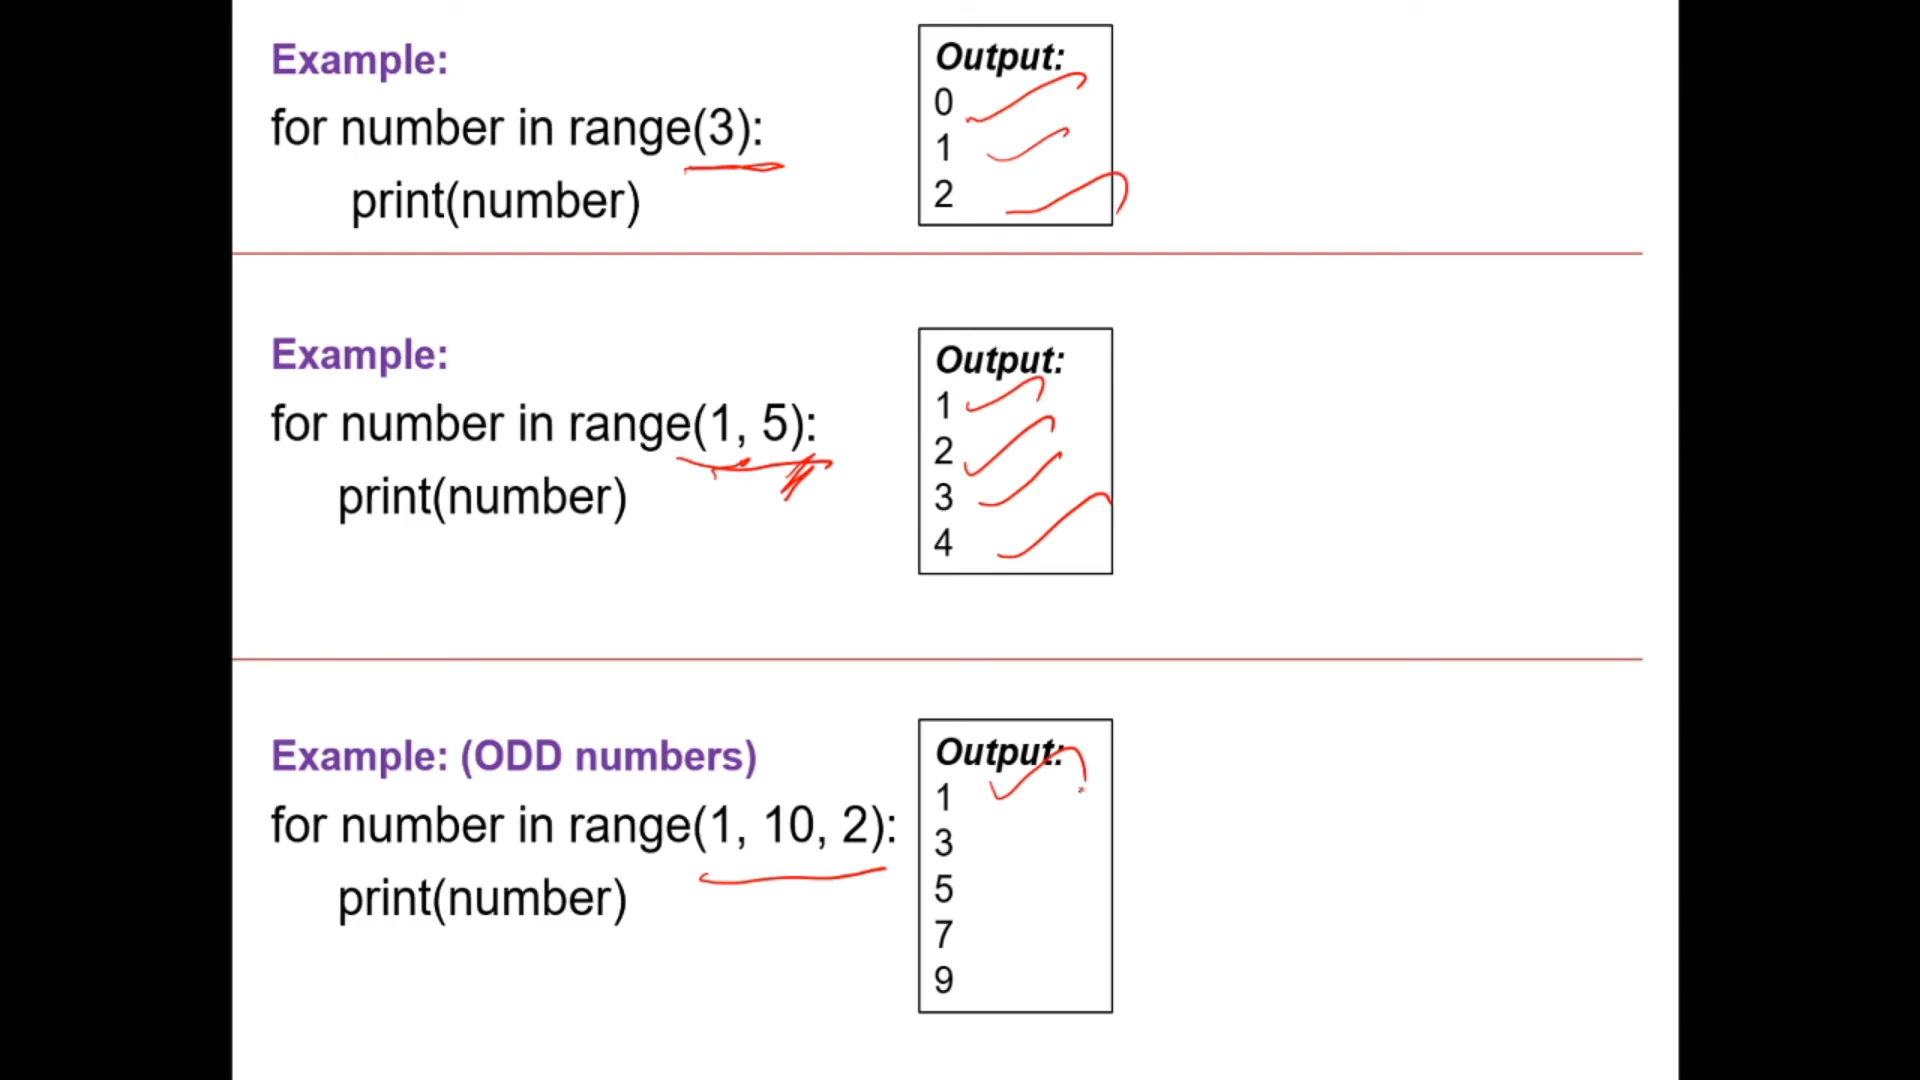 Example:
for number in range(3):
print(number)
Output:
0
1
2
Example:
for number in range(1, 5):
print(number)
Output:
1
2
3
4
Example: (ODD numbers)
for number in range(1, 10, 2):
print(number)
Output:
1
3
5
7
9